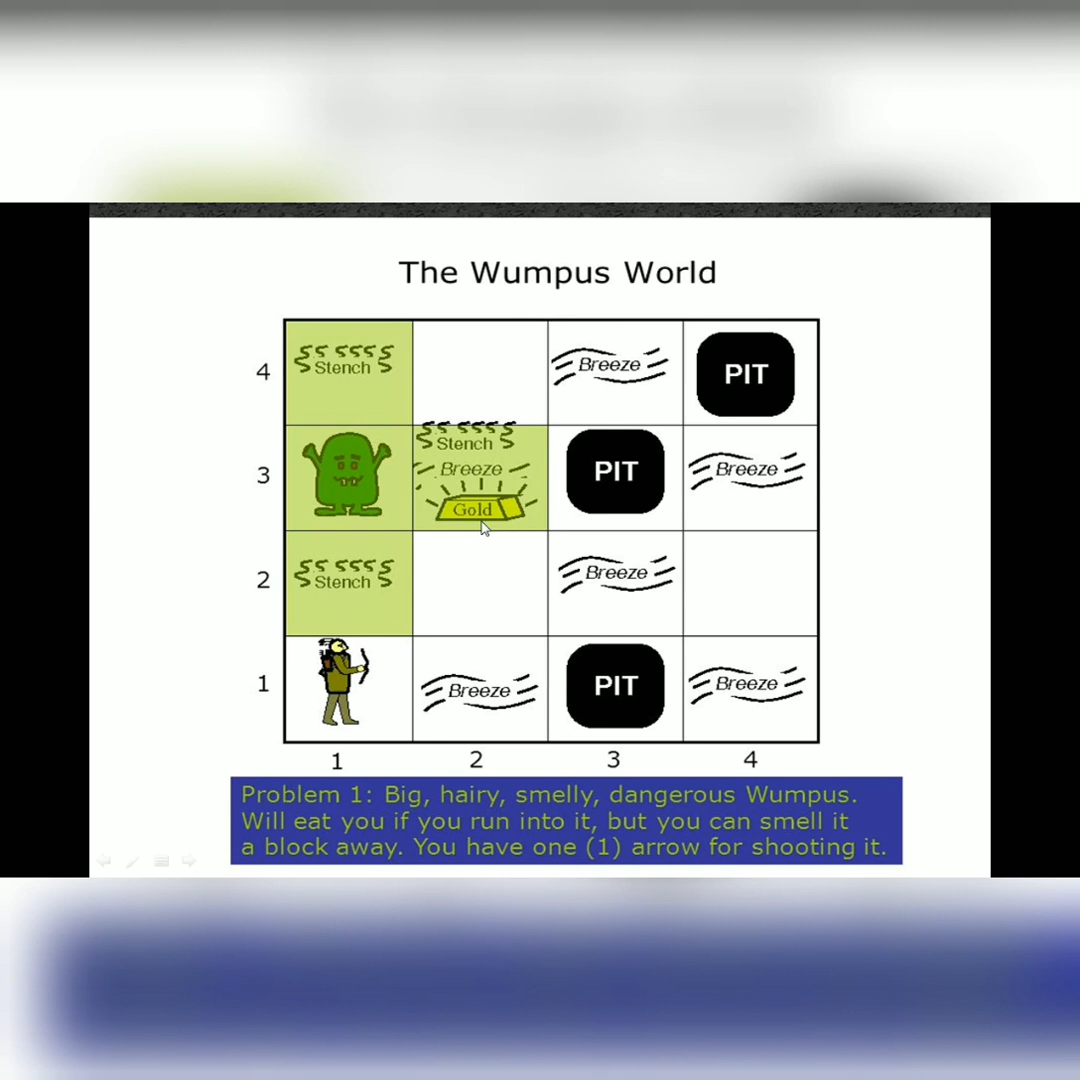 The Wumpus World
4
Stench
Breeze
PIT
3
Stench
Breeze
Gold
PIT
Breeze
2
Stench
Breeze
1
Breeze
PIT
Breeze
1 2 3 4
Problem 1: Big, hairy, smelly, dangerous Wumpus.
Will eat you if you run into it, but you can smell it
a block away. You have one (1) arrow for shooting it.